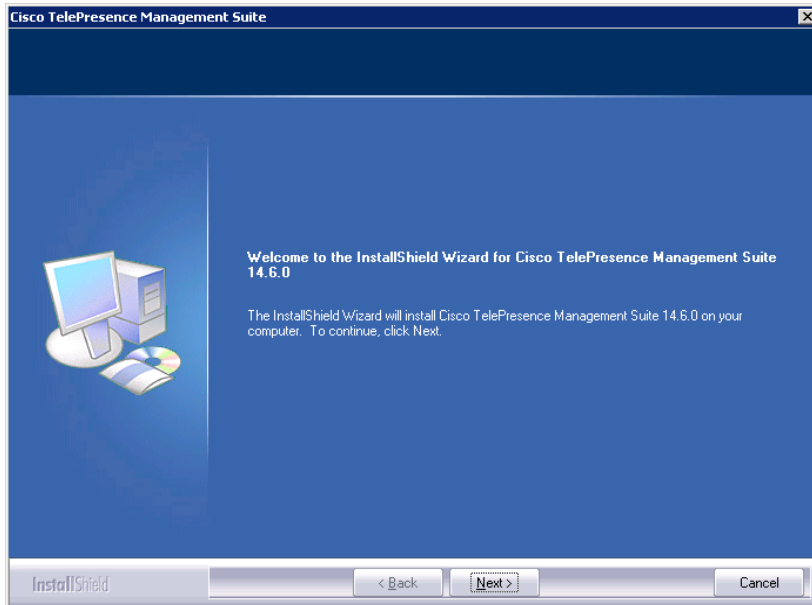 Cisco TelePresence Management Suite
Welcome to the InstallShield Wizard for Cisco TelePresence Management Suite
14.6.0
The InstallShield Wizard will install Cisco TelePresence Management Suite 14.6.0 on your
computer. To continue, click Next.
InstallShield
< Back
Next >
Cancel